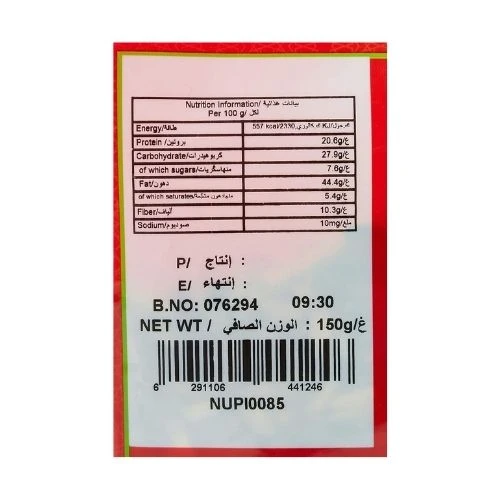 Nutrition Information/ بيانات غذائية
Per 100 g/ لكل
Energy/طاقة 557 kcal/2330
Protein /بروتين 20.6g/غ
Carbohydrate/كربوهيدرات 27.9g/غ
of which sugars/منهاسكريات 7.6g/غ
Fat/دهون 44.4g/غ
of which saturates/ 5.4g/غ
Fiber/ألياف 10.3g/غ
Sodium/صوديوم 10mg/ملغ
P/ إنتاج :
E/ إنتهاء :
B.NO: 076294 09:30
NET WT / الوزن الصافي : 150g/غ
6 291106 441246
NUPI0085